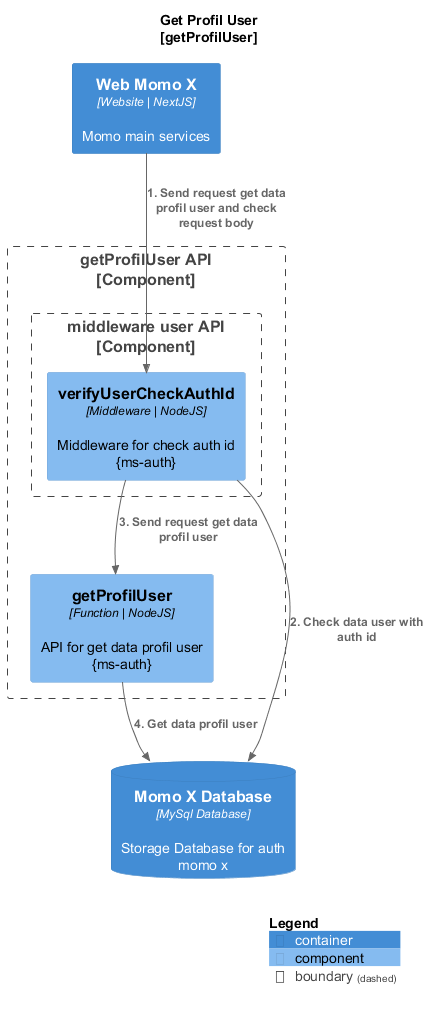 Get Profil User
[getProfilUser]
Web Momo X
[Website | NextJS]
Momo main services
1. Send request get data
profil user and check
request body
getProfilUser API
[Component]
middleware user API
[Component]
verifyUserCheckAuthId
[Middleware | NodeJS]
Middleware for check auth id
{ms-auth}
3. Send request get data
profil user
getProfilUser
[Function | NodeJS]
API for get data profil user
{ms-auth}
2. Check data user with
auth id
4. Get data profil user
Momo X Database
[MySql Database]
Storage Database for auth
momo x
Legend
container
component
boundary (dashed)